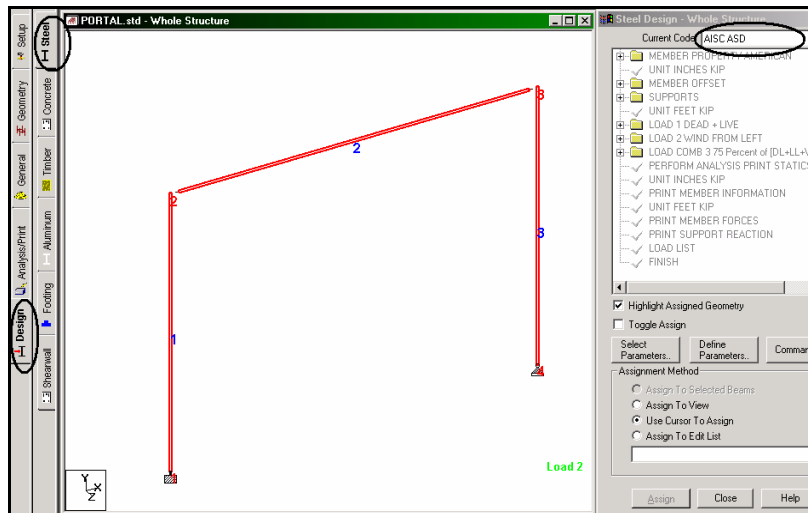 Setup
Geometry
General
Analysis/Print
Design
Steel
Concrete
Timber
Aluminum
Footing
Shearwall
PORTAL.std - Whole Structure
2
3
2
1
3
Load 2
Y
X
Z
Steel Design - Whole Structure
Current Code AISC ASD
MEMBER PROPERTY AMERICAN
UNIT INCHES KIP
MEMBER OFFSET
SUPPORTS
UNIT FEET KIP
LOAD 1 DEAD + LIVE
LOAD 2 WIND FROM LEFT
LOAD COMB 3 75 Percent of [DL+LL+
PERFORM ANALYSIS PRINT STATICS
UNIT INCHES KIP
PRINT MEMBER INFORMATION
UNIT FEET KIP
PRINT MEMBER FORCES
PRINT SUPPORT REACTION
LOAD LIST
FINISH
Highlight Assigned Geometry
Toggle Assign
Select Parameters..
Define Parameters..
Comman
Assignment Method
Assign To Selected Beams
Assign To View
Use Cursor To Assign
Assign To Edit List
Assign
Close
Help